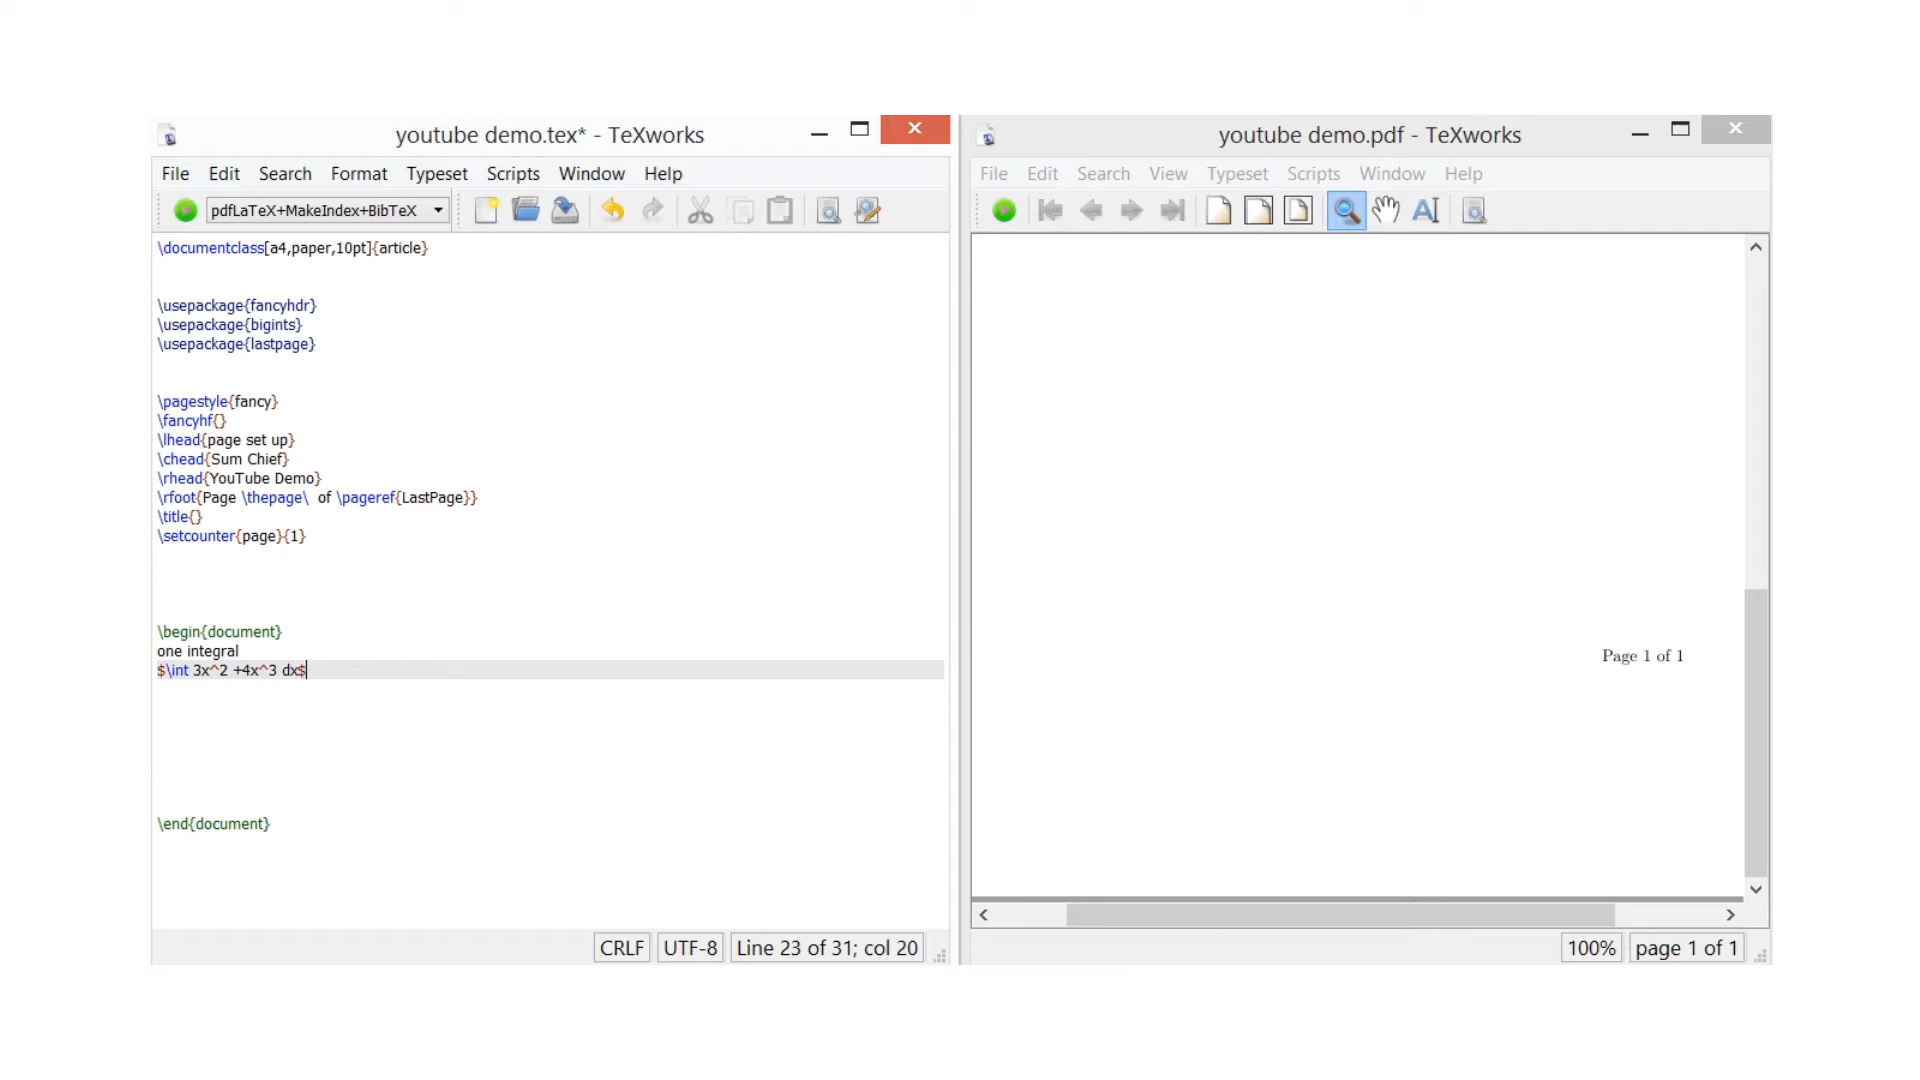 youtube demo.tex* - TeXworks
File Edit Search Format Typeset Scripts Window Help
pdfLaTeX+MakeIndex+BibTeX
\documentclass[a4,paper,10pt]{article}
\usepackage{fancyhdr}
\usepackage{bigints}
\usepackage{lastpage}
\pagestyle{fancy}
\fancyhf{}
\lhead{page set up}
\chead{Sum Chief}
\rhead{YouTube Demo}
\rfoot{Page \thepage\ of \pageref{LastPage}}
\title{}
\setcounter{page}{1}
\begin{document}
one integral
$\int 3x^2 +4x^3 dx$
\end{document}
CRLF UTF-8 Line 23 of 31; col 20
youtube demo.pdf - TeXworks
File Edit Search View Typeset Scripts Window Help
Page 1 of 1
100% page 1 of 1